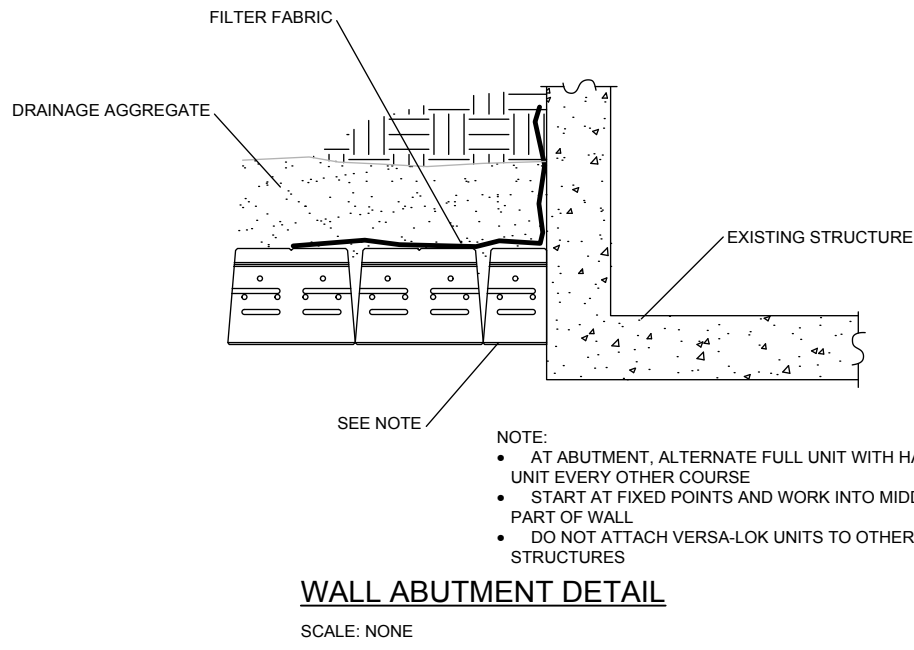 FILTER FABRIC
DRAINAGE AGGREGATE
EXISTING STRUCTURE
SEE NOTE
NOTE:
• AT ABUTMENT, ALTERNATE FULL UNIT WITH
UNIT EVERY OTHER COURSE
• START AT FIXED POINTS AND WORK INTO
PART OF WALL
• DO NOT ATTACH VERSA-LOK UNITS TO OTHER
STRUCTURES
WALL ABUTMENT DETAIL
SCALE: NONE